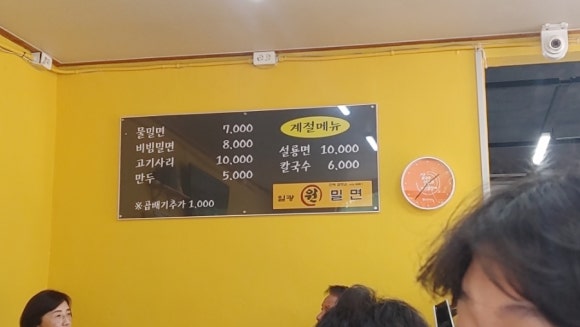 물밀면 7,000
비빔밀면 8,000
고기사리 10,000
만두 5,000
※곱배기추가 1,000
계절메뉴
설룡면 10,000
칼국수 6,000
밀면